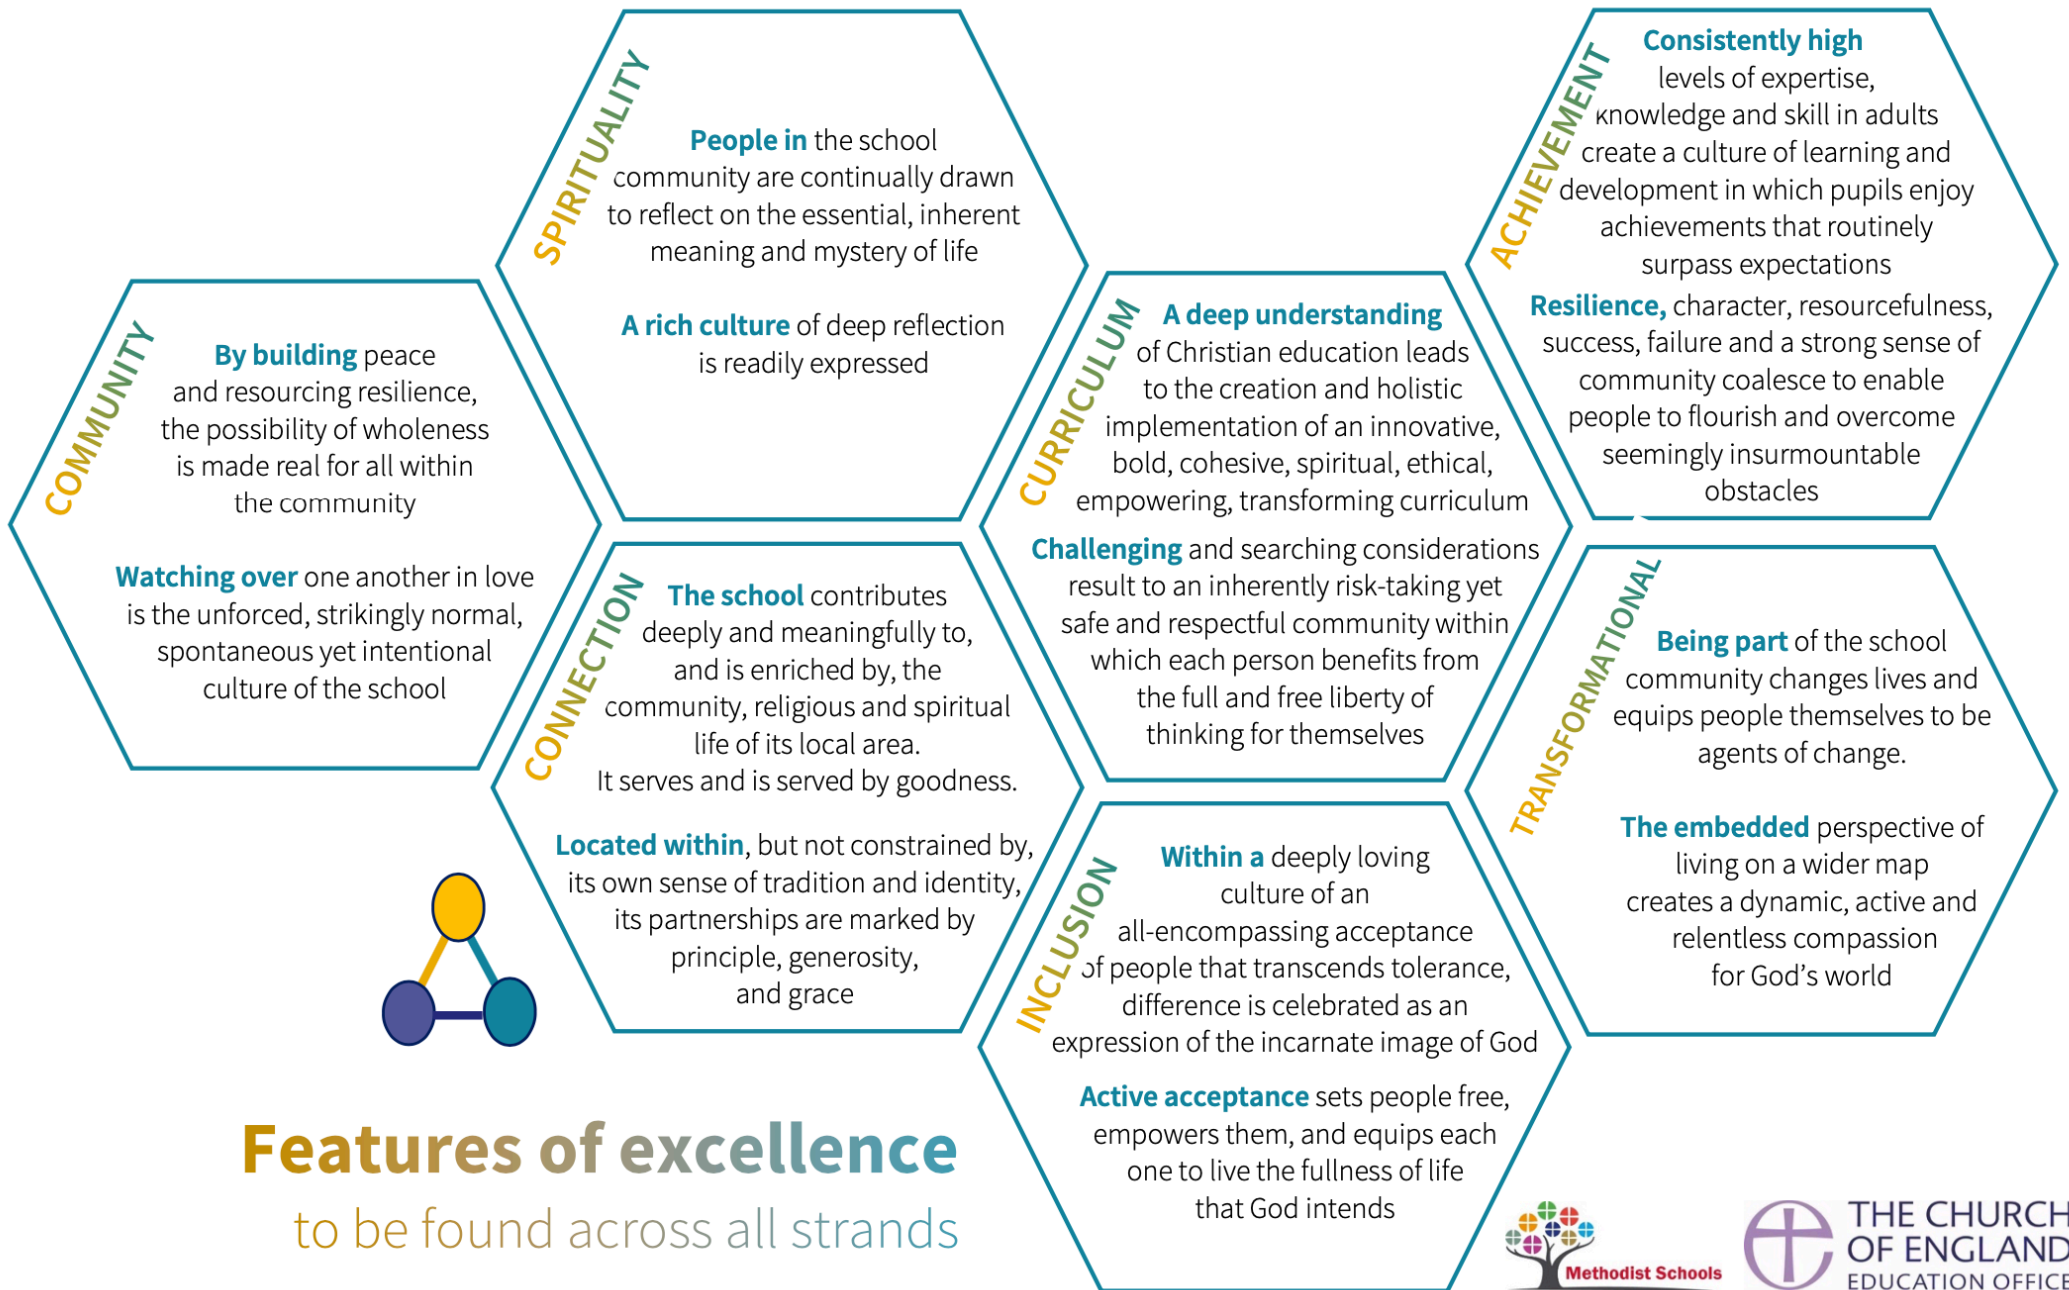 COMMUNITY
By building peace
and resourcing resilience,
the possibility of wholeness
is made real for all within
the community
Watching over one another in love
is the unforced, strikingly normal,
spontaneous yet intentional
culture of the school
SPIRITUALITY
People in the school
community are continually drawn
to reflect on the essential, inherent
meaning and mystery of life
A rich culture of deep reflection
is readily expressed
CONNECTION
The school contributes
deeply and meaningfully to,
and is enriched by, the
community, religious and spiritual
life of its local area.
It serves and is served by goodness.
Located within, but not constrained by,
its own sense of tradition and identity,
its partnerships are marked by
principle, generosity,
and grace
CURRICULUM
A deep understanding
of Christian education leads
to the creation and holistic
implementation of an innovative,
bold, cohesive, spiritual, ethical,
empowering, transforming curriculum
Challenging and searching considerations
result to an inherently risk-taking yet
safe and respectful community within
which each person benefits from
the full and free liberty of
thinking for themselves
INCLUSION
Within a deeply loving
culture of an
all-encompassing acceptance
of people that transcends tolerance,
difference is celebrated as an
expression of the incarnate image of God
Active acceptance sets people free,
empowers them, and equips each
one to live the fullness of life
that God intends
ACHIEVEMENT
Consistently high
levels of expertise,
knowledge and skill in adults
create a culture of learning and
development in which pupils enjoy
achievements that routinely
surpass expectations
Resilience, character, resourcefulness,
success, failure and a strong sense of
community coalesce to enable
people to flourish and overcome
seemingly insurmountable
obstacles
TRANSFORMATIONAL
Being part of the school
community changes lives and
equips people themselves to be
agents of change.
The embedded perspective of
living on a wider map
creates a dynamic, active and
relentless compassion
for God's world
Features of excellence
to be found across all strands
Methodist Schools
THE CHURCH
OF ENGLAND
EDUCATION OFFICE